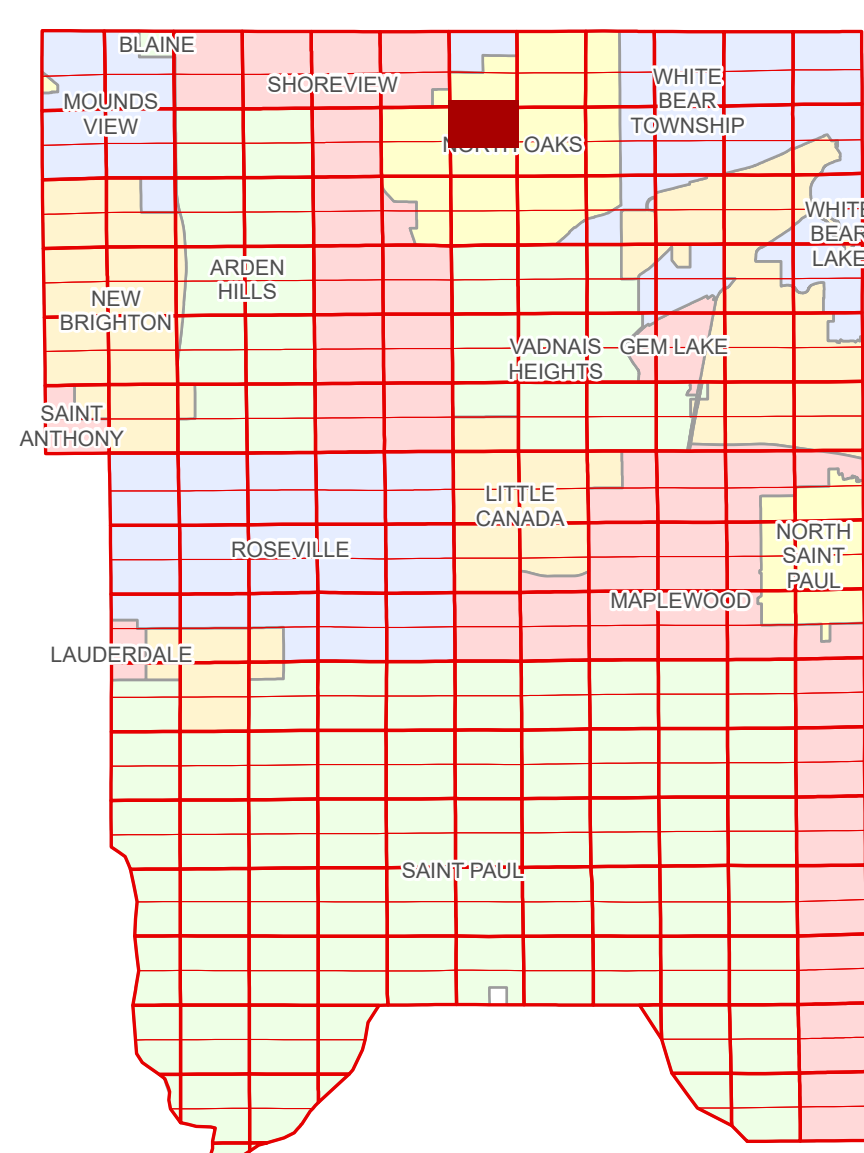 BLAINE
SHOREVIEW
WHITE
BEAR
TOWNSHIP
MOUNDS
VIEW
NORTH OAKS
WHITE
BEAR
LAKE
ARDEN
HILLS
NEW
BRIGHTON
VADNAIS
HEIGHTS
GEM LAKE
SAINT
ANTHONY
LITTLE
CANADA
NORTH
SAINT
PAUL
ROSEVILLE
MAPLEWOOD
LAUDERDALE
SAINT PAUL